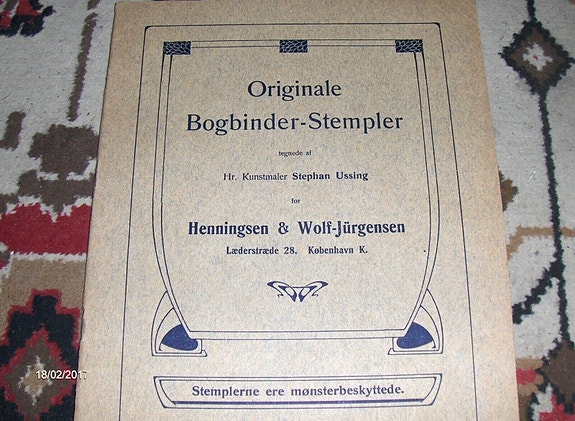 Originale
Bogbinder-Stempler
tegnede af
Hr. Kunstmaler Stephan Ussing
for
Henningsen & Wolf-Jürgensen
Læderstræde 28. København K.
Stemplerne ere mønsterbeskyttede.
18/02/2017